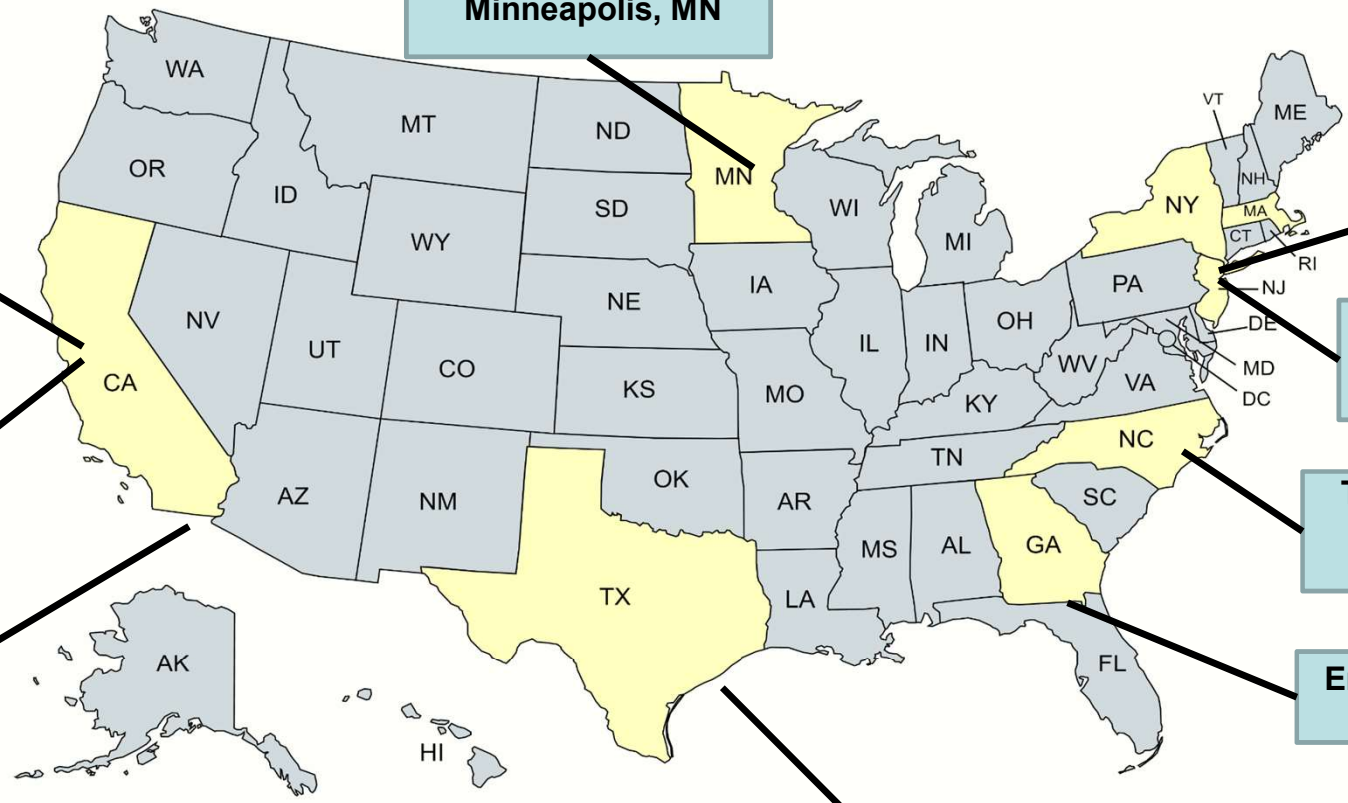 Minneapolis, MN
WA
MT
ND
MN
OR
ID
SD
WI
MI
WY
VT
ME
NH
NY
MA
CT
RI
IA
NE
PA
NJ
NV
UT
CO
IL
IN
OH
DE
MD
DC
WV
VA
CA
KS
MO
KY
NC
TN
OK
AZ
NM
AR
SC
MS
AL
GA
TX
LA
AK
FL
HI